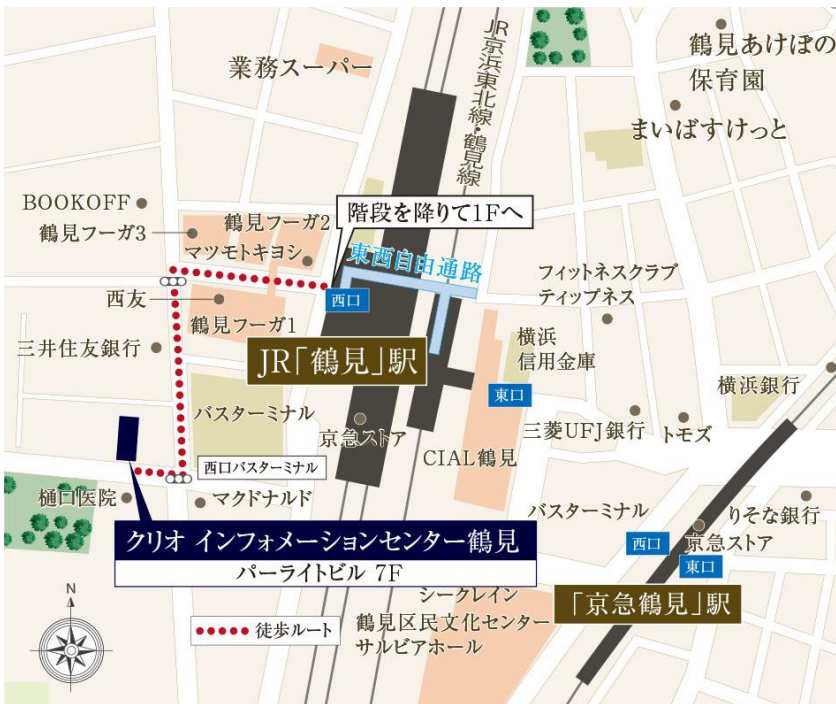 業務スーパー
JR京浜東北線・鶴見線
鶴見あけぼの
保育園
まいばすけっと
BOOKOFF
鶴見フーガ3
鶴見フーガ2
マツモトキヨシ
階段を降りて1Fへ
東西自由通路
フィットネスクラブ
ティップネス
西友
鶴見フーガ1
西口
三井住友銀行
JR「鶴見」駅
横浜
信用金庫
東口
横浜銀行
バスターミナル
京急ストア
三菱UFJ銀行
トモズ
CIAL鶴見
西口バスターミナル
樋口医院
マクドナルド
バスターミナル
りそな銀行
京急ストア
西口
東口
クリオ インフォメーションセンター鶴見
パーライトビル 7F
シークレイン
鶴見区民文化センター
サルビアホール
「京急鶴見」駅
N
徒歩ルート